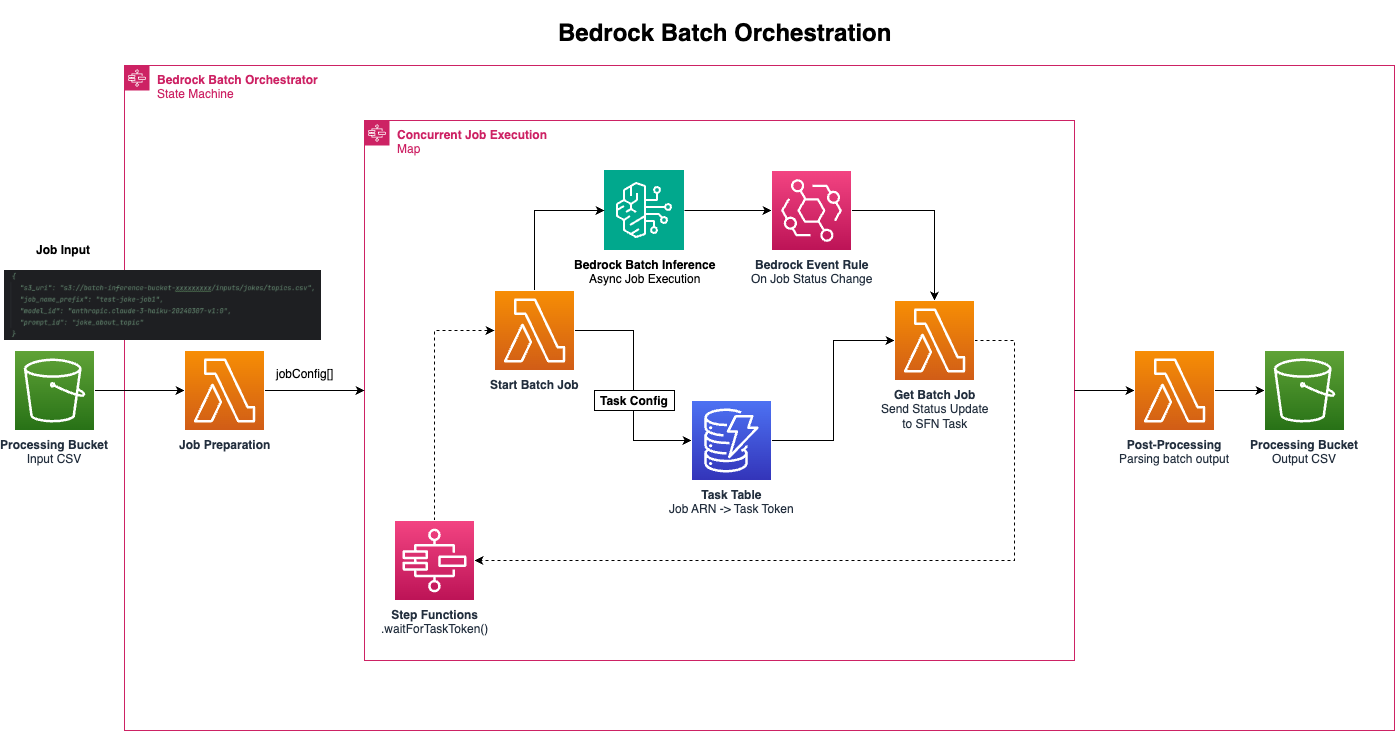 Bedrock Batch Orchestration
Bedrock Batch Orchestrator
State Machine
Concurrent Job Execution
Map
Job Input
{
"s3_uri": "s3://batch-inference-bucket-xxxxxxxxx/inputs/jokes/topics.csv",
"job_name_prefix": "test-joke-job1",
"model_id": "anthropic.claude-3-haiku-20240307-v1:0",
"prompt_id": "joke_about_topic"
}
Processing Bucket
Input CSV
Job Preparation
jobConfig[]
Start Batch Job
Bedrock Batch Inference
Async Job Execution
Bedrock Event Rule
On Job Status Change
Task Config
Task Table
Job ARN -> Task Token
Get Batch Job
Send Status Update
to SFN Task
Step Functions
.waitForTaskToken()
Post-Processing
Parsing batch output
Processing Bucket
Output CSV